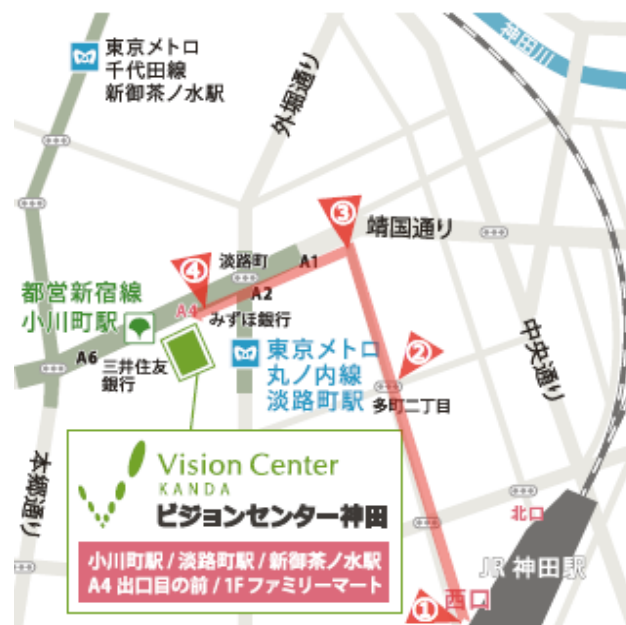 東京メトロ
千代田線
新御茶ノ水駅
外堀通り
神田川
③
靖国通り
④
淡路町
A1
A2
都営新宿線
小川町駅
A4
みずほ銀行
A6
三井住友
銀行
東京メトロ
丸ノ内線
淡路町駅
②
多町二丁目
中央通り
本郷通り
Vision Center
KANDA
ビジョンセンター神田
小川町駅 / 淡路町駅 / 新御茶ノ水駅
A4 出口目の前 / 1F ファミリーマート
北口
JR 神田駅
①
西口